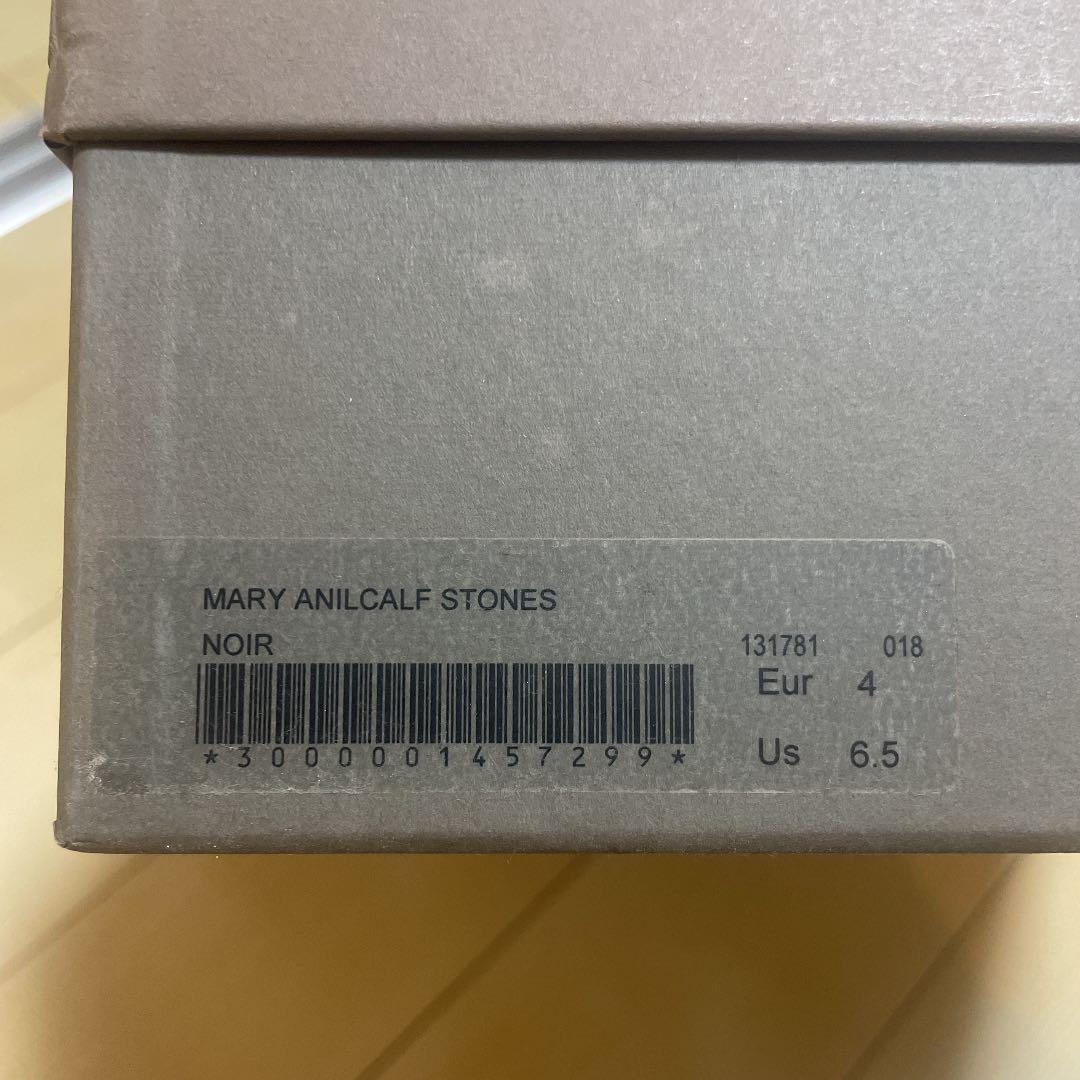 MARY ANILCALF STONES
NOIR
131781 018
Eur 4
*3000001457299*
Us 6.5